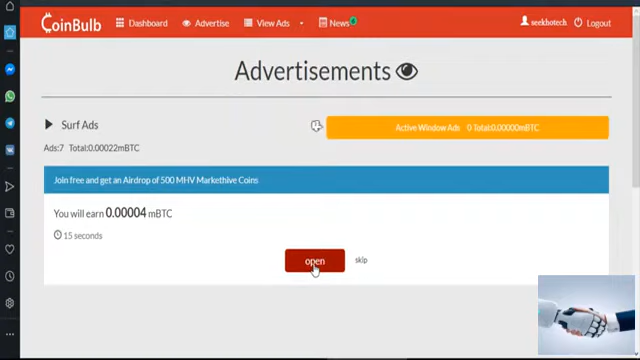 CoinBulb Dashboard Advertise View Ads News 6 seekhotech Logout
Advertisements
Surf Ads
Active Window Ads 0 Total:0.00000mBTC
Ads:7 Total:0.00022mBTC
Join free and get an Airdrop of 500 MHV Markethive Coins
You will earn 0.00004 mBTC
15 seconds
open skip